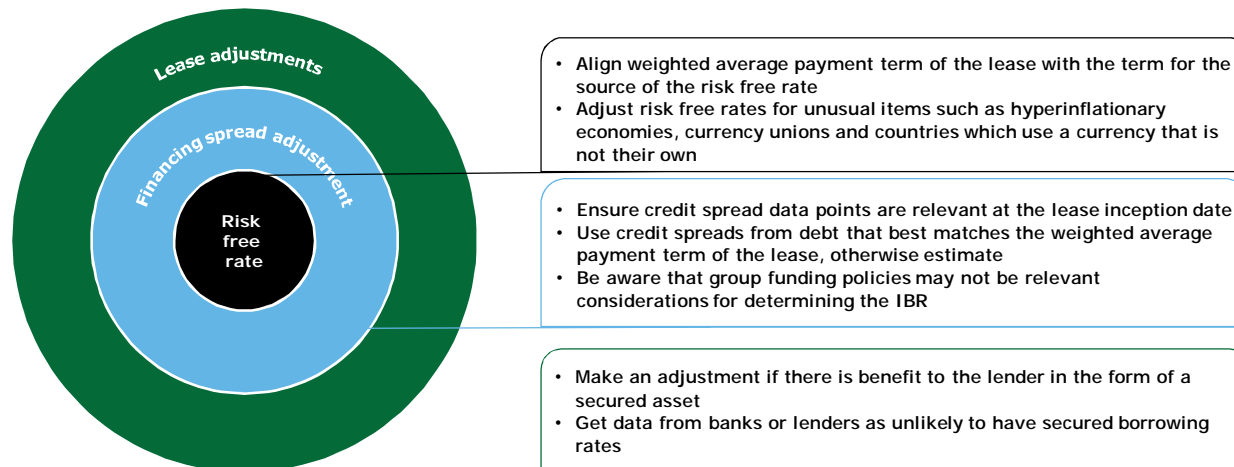 Lease adjustments
Financing spread adjustment
Risk
free
rate
• Align weighted average payment term of the lease with the term for the
source of the risk free rate
• Adjust risk free rates for unusual items such as hyperinflationary
economies, currency unions and countries which use a currency that is
not their own
• Ensure credit spread data points are relevant at the lease inception date
• Use credit spreads from debt that best matches the weighted average
payment term of the lease, otherwise estimate
• Be aware that group funding policies may not be relevant
considerations for determining the IBR
• Make an adjustment if there is benefit to the lender in the form of a
secured asset
• Get data from banks or lenders as unlikely to have secured borrowing
rates